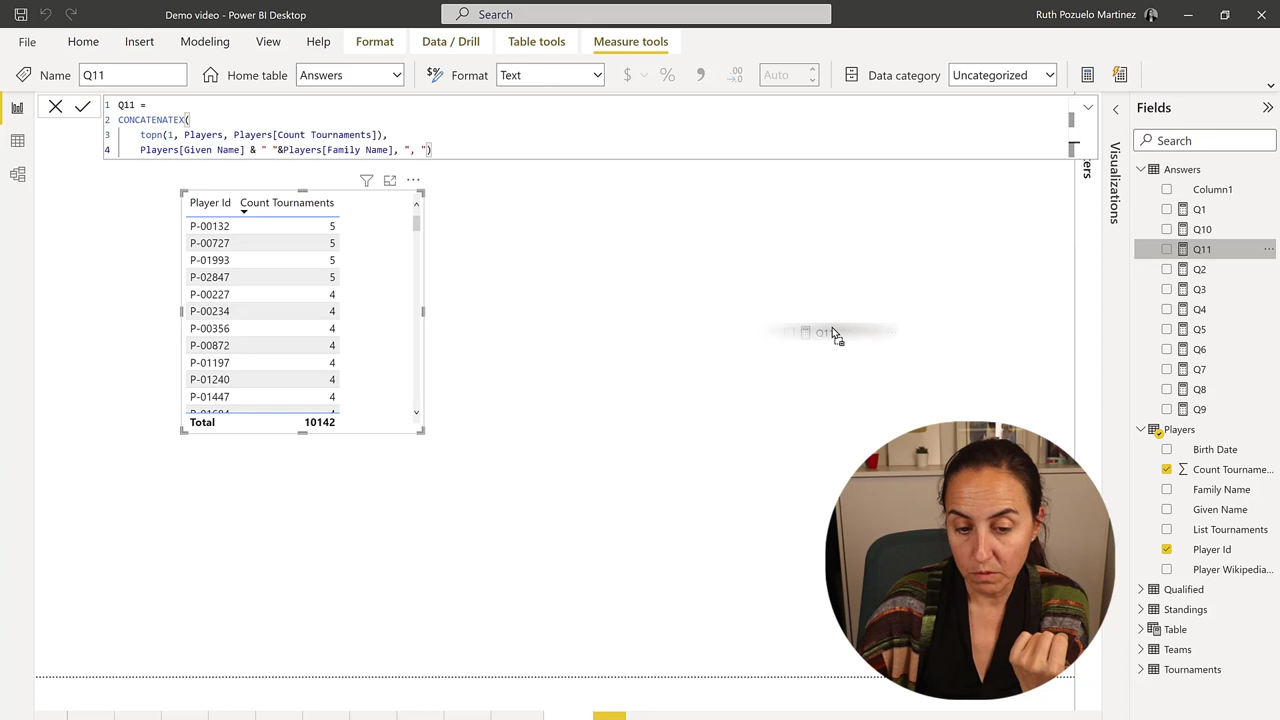 Demo video - Power BI Desktop
Search
Ruth Pozuelo Martinez
File
Home
Insert
Modeling
View
Help
Format
Data / Drill
Table tools
Measure tools
Name
Q11
Home table
Answers
Format
Text
$
%
Auto
Data category
Uncategorized
1 Q11 =
2 CONCATENATEX(
3 topn(1, Players, Players[Count Tournaments]),
4 Players[Given Name] & " "&Players[Family Name], ", ")
Player Id Count Tournaments
P-00132 5
P-00727 5
P-01993 5
P-02847 5
P-00227 4
P-00234 4
P-00356 4
P-00872 4
P-01197 4
P-01240 4
P-01447 4
P-01684 4
Total 10142
Visualizations
Fields
Search
Answers
Column1
Q1
Q10
Q11
Q2
Q3
Q4
Q5
Q6
Q7
Q8
Q9
Players
Birth Date
Count Tourname...
Family Name
Given Name
List Tournaments
Player Id
Player Wikipedia...
Qualified
Standings
Table
Teams
Tournaments